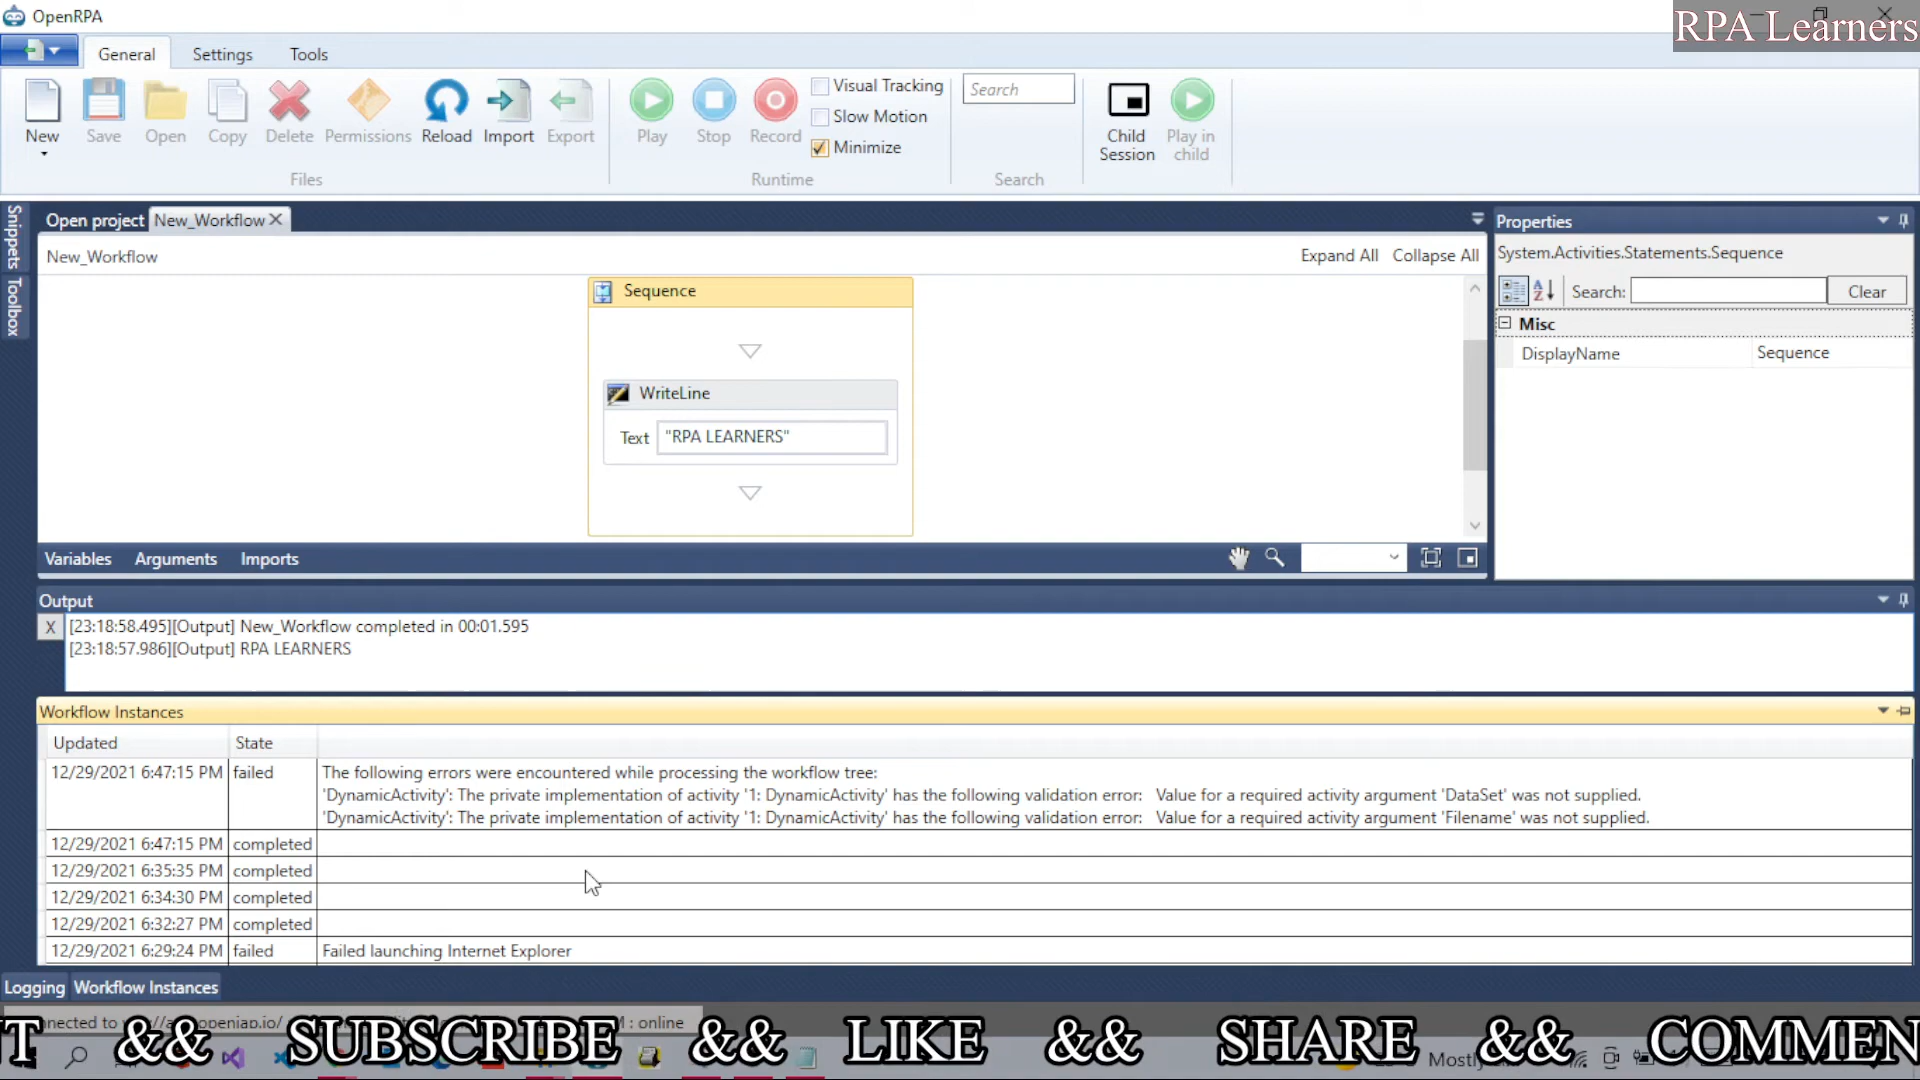 OpenRPA
RPA Learners
General Settings Tools
New Save Open Copy Delete Permissions Reload Import Export
Files
Play Stop Record
Visual Tracking
Slow Motion
Minimize
Runtime
Search
Search
Child Session
Play in child
Snippets
Toolbox
Open project New_Workflow
New_Workflow
Expand All Collapse All
Sequence
WriteLine
Text "RPA LEARNERS"
Variables Arguments Imports
Properties
System.Activities.Statements.Sequence
Search: Clear
Misc
DisplayName Sequence
Output
X
[23:18:58.495][Output] New_Workflow completed in 00:01.595
[23:18:57.986][Output] RPA LEARNERS
Workflow Instances
Updated State
12/29/2021 6:47:15 PM failed The following errors were encountered while processing the workflow tree:
'DynamicActivity': The private implementation of activity '1: DynamicActivity' has the following validation error: Value for a required activity argument 'DataSet' was not supplied.
'DynamicActivity': The private implementation of activity '1: DynamicActivity' has the following validation error: Value for a required activity argument 'Filename' was not supplied.
12/29/2021 6:47:15 PM completed
12/29/2021 6:35:35 PM completed
12/29/2021 6:34:30 PM completed
12/29/2021 6:32:27 PM completed
12/29/2021 6:29:24 PM failed Failed launching Internet Explorer
Logging Workflow Instances
nnected to : online
T && SUBSCRIBE && LIKE && SHARE && COMMEN
Mostly